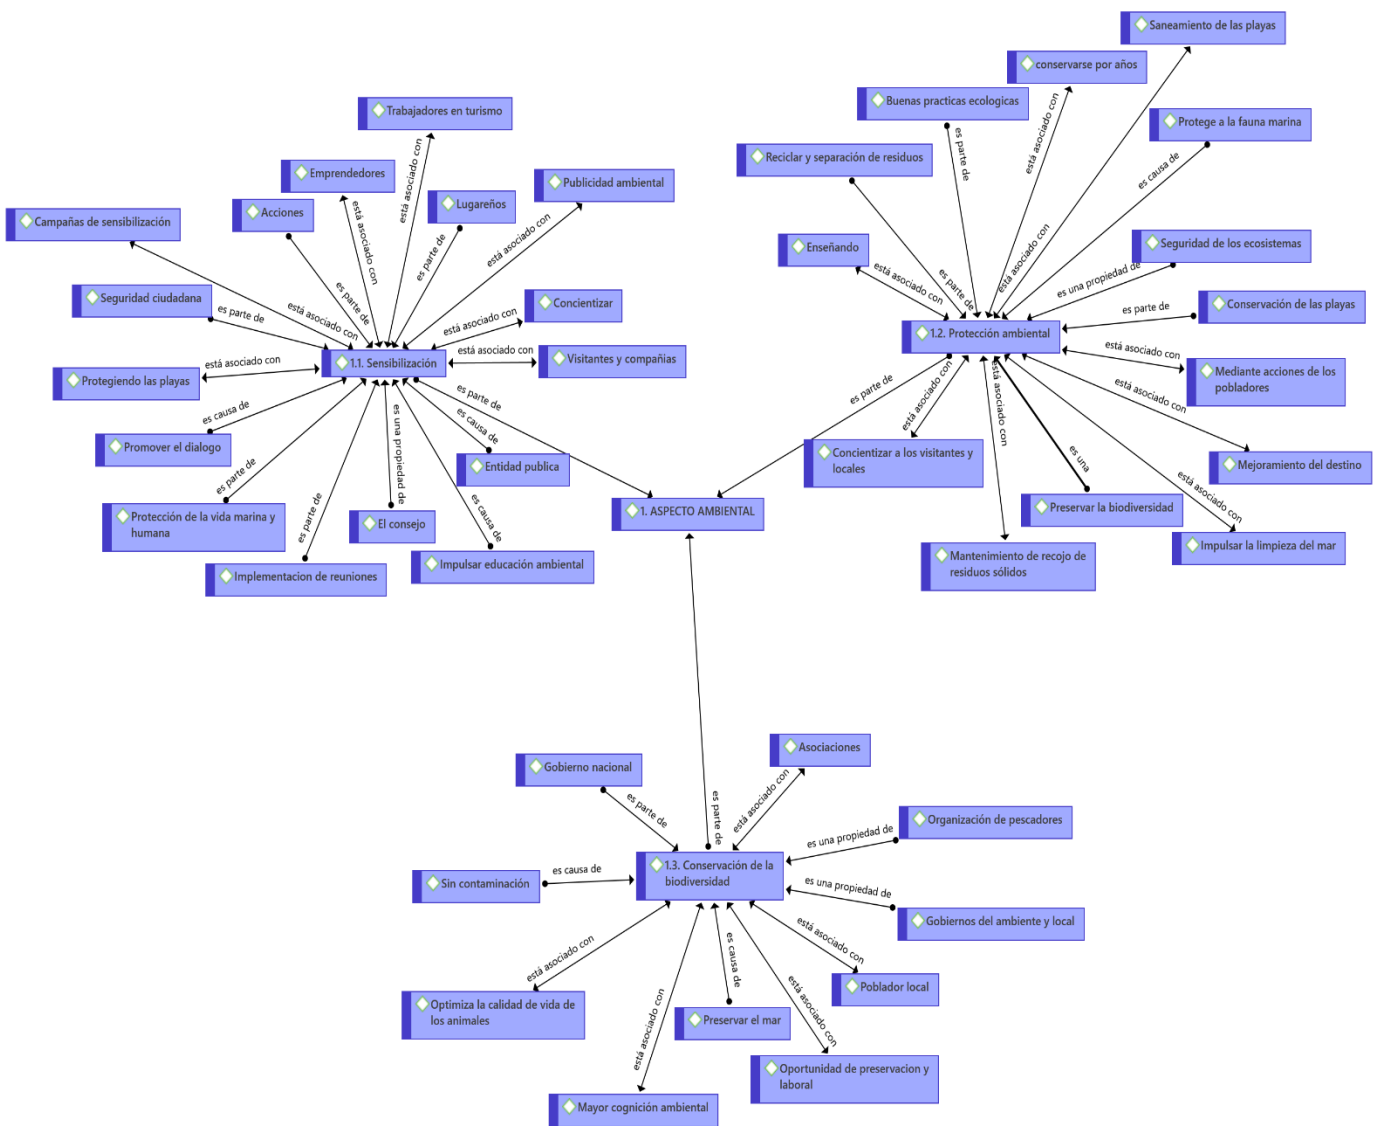 Saneamiento de las playas
conservarse por años
Buenas practicas ecologicas
Protege a la fauna marina
Reciclar y separación de residuos
Enseñando
Seguridad de los ecosistemas
Conservación de las playas
Mediante acciones de los
pobladores
Mejoramiento del destino
Impulsar la limpieza del mar
Preservar la biodiversidad
Mantenimiento de recojo de
residuos sólidos
Concientizar a los visitantes y
locales
1.2. Protección ambiental
está asociado con
está asociado con
es parte de
es causa de
es parte de
está asociado con
es una propiedad de
es parte de
está asociado con
está asociado con
está asociado con
es una
está asociado con
está asociado con
es parte de
Trabajadores en turismo
Emprendedores
Publicidad ambiental
Acciones
Lugareños
Campañas de sensibilización
Seguridad ciudadana
Concientizar
Visitantes y compañias
Protegiendo las playas
Promover el dialogo
Protección de la vida marina y
humana
Implementacion de reuniones
El consejo
Impulsar educación ambiental
Entidad publica
1.1. Sensibilización
está asociado con
está asociado con
está asociado con
es parte de
es parte de
está asociado con
es parte de
está asociado con
está asociado con
está asociado con
es causa de
es parte de
es parte de
es una propiedad de
es causa de
es causa de
es parte de
1. ASPECTO AMBIENTAL
es parte de
Asociaciones
Gobierno nacional
Organización de pescadores
1.3. Conservación de la
biodiversidad
Sin contaminación
Gobiernos del ambiente y local
Poblador local
Optimiza la calidad de vida de
los animales
Preservar el mar
Oportunidad de preservacion y
laboral
Mayor cognición ambiental
está asociado con
es parte de
es una propiedad de
es causa de
es una propiedad de
está asociado con
está asociado con
es causa de
está asociado con
está asociado con